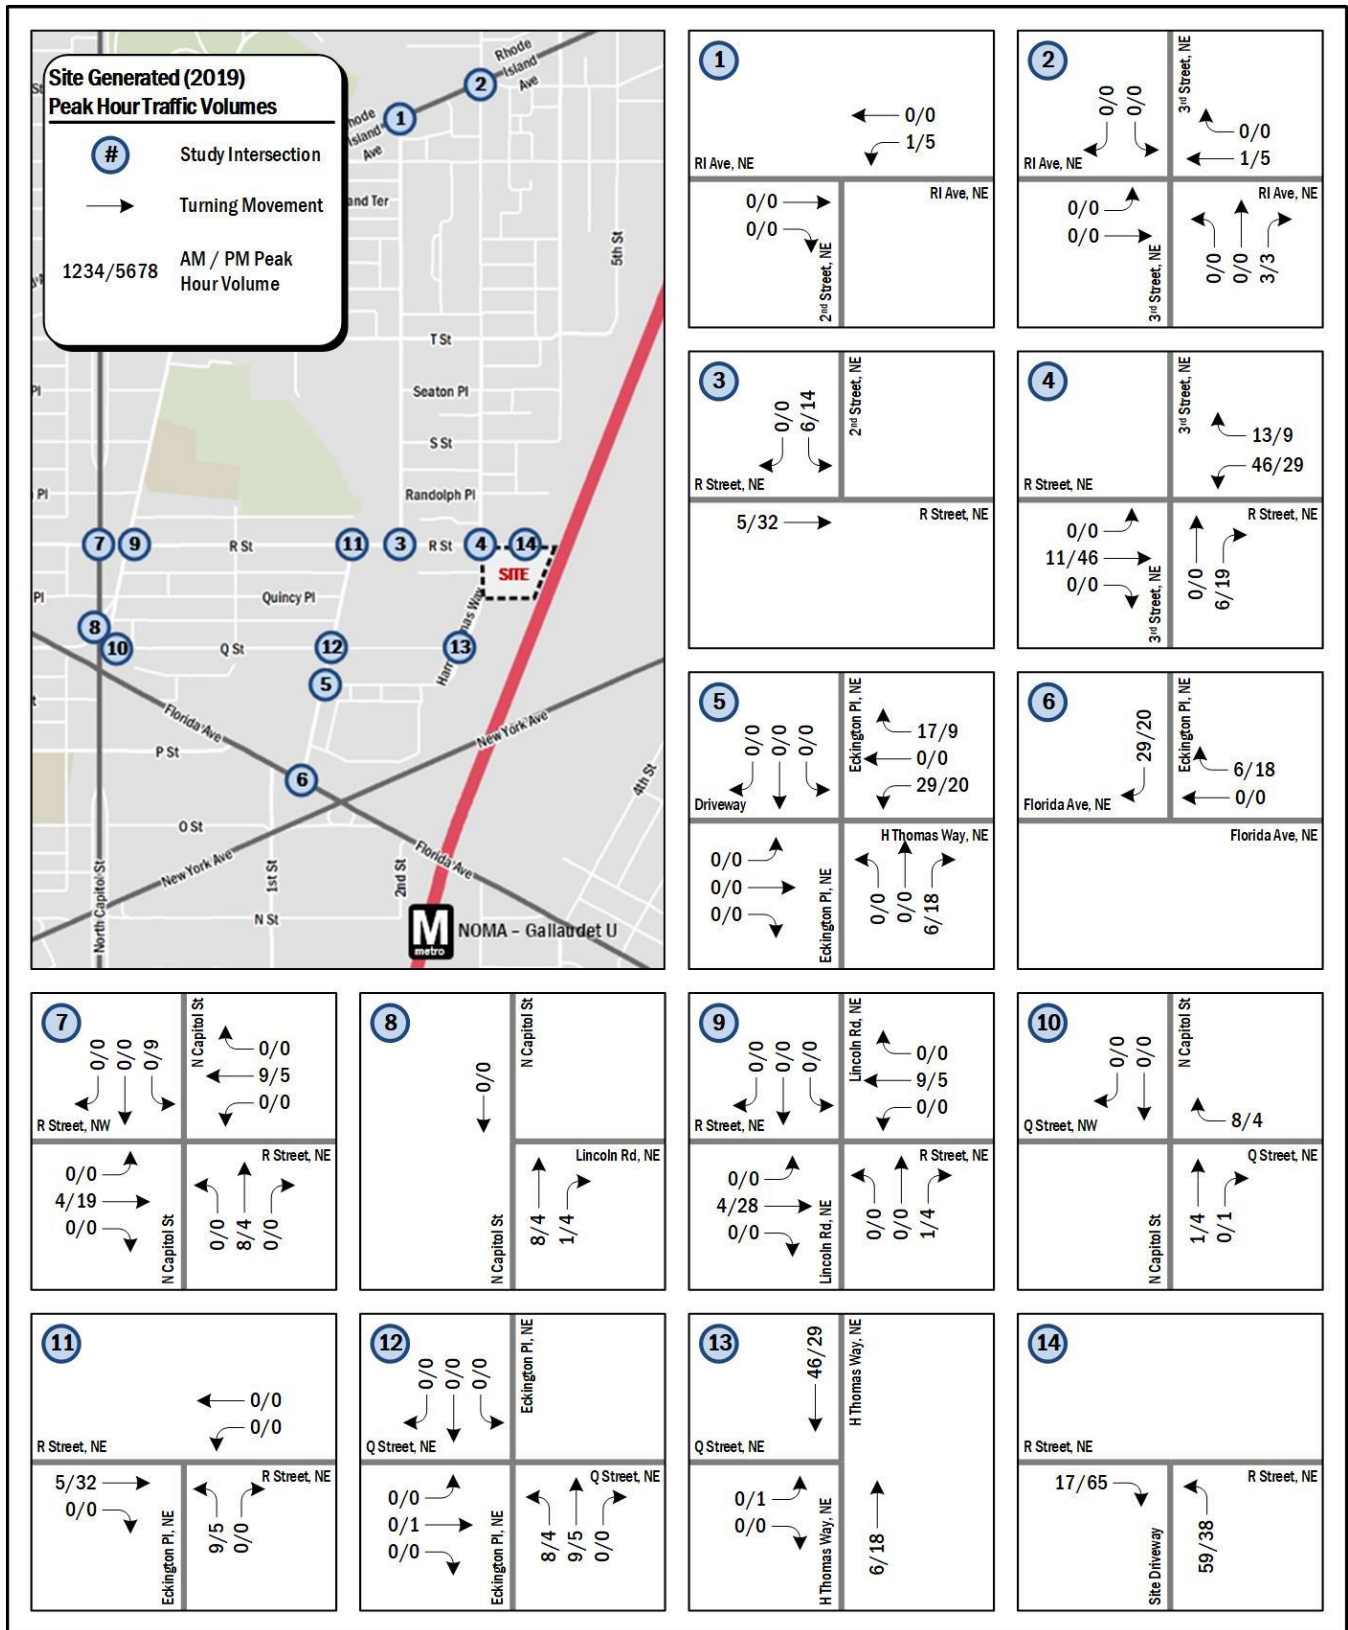 Site Generated (2019)
Peak Hour Traffic Volumes
#
Study Intersection
Turning Movement
1234/5678
AM / PM Peak
Hour Volume
Rhode
Island
Ave
2
1
Island
Ave
5th St
T St
Seaton Pl
S St
Randolph Pl
Pl
Pl
7
9
R St
11
3
R St
4
14
SITE
Pl
Quincy Pl
8
10
Q St
12
13
5
Florida Ave
P St
New York Ave
6
4th St
O St
New York Ave
Florida Ave
North Capitol St
1st St
2nd St
N St
M
metro
NOMA – Gallaudet U
1
0/0
1/5
RI Ave, NE
RI Ave, NE
0/0
0/0
2nd Street, NE
2
0/0
0/0
3rd Street, NE
0/0
1/5
RI Ave, NE
RI Ave, NE
0/0
0/0
3rd Street, NE
0/0
0/0
3/3
3
0/0
6/14
2nd Street, NE
R Street, NE
R Street, NE
5/32
4
3rd Street, NE
13/9
46/29
R Street, NE
R Street, NE
0/0
11/46
0/0
3rd Street, NE
0/0
6/19
5
0/0
0/0
0/0
Eckington Pl, NE
17/9
0/0
29/20
Driveway
H Thomas Way, NE
0/0
0/0
0/0
Eckington Pl, NE
0/0
0/0
6/18
6
29/20
Eckington Pl, NE
6/18
0/0
Florida Ave, NE
Florida Ave, NE
7
0/0
0/0
0/9
N Capitol St
0/0
9/5
0/0
R Street, NW
R Street, NE
0/0
4/19
0/0
N Capitol St
0/0
8/4
0/0
8
0/0
N Capitol St
Lincoln Rd, NE
N Capitol St
8/4
1/4
9
0/0
0/0
0/0
Lincoln Rd, NE
0/0
9/5
0/0
R Street, NE
R Street, NE
0/0
4/28
0/0
Lincoln Rd, NE
0/0
0/0
1/4
10
0/0
0/0
N Capitol St
8/4
Q Street, NW
Q Street, NE
N Capitol St
1/4
0/1
11
0/0
0/0
R Street, NE
R Street, NE
5/32
0/0
Eckington Pl, NE
9/5
0/0
12
0/0
0/0
0/0
Eckington Pl, NE
Q Street, NE
Q Street, NE
0/0
0/1
0/0
Eckington Pl, NE
8/4
9/5
0/0
13
46/29
H Thomas Way, NE
Q Street, NE
0/1
0/0
H Thomas Way, NE
6/18
14
R Street, NE
R Street, NE
17/65
Site Driveway
59/38